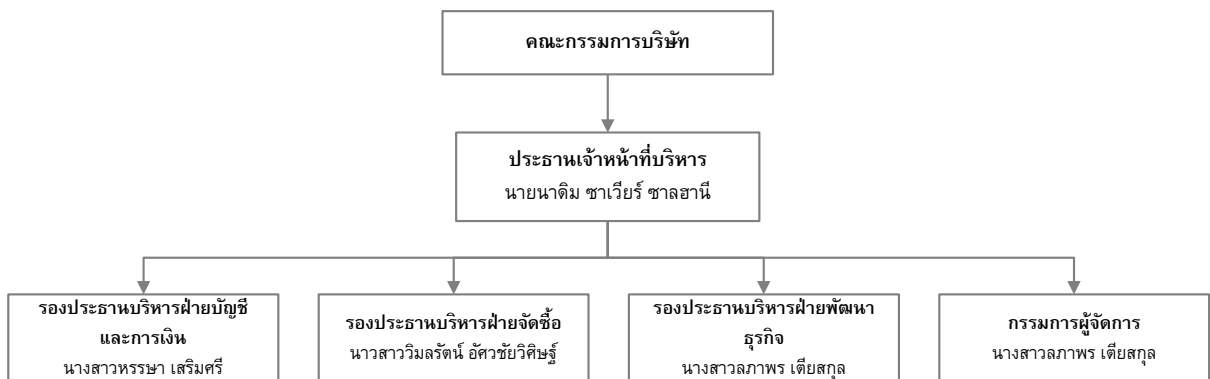 คณะกรรมการบริษัท
ประธานเจ้าหน้าที่บริหาร
นายนาดิม ซาเวียร์ ซาลฮานี
รองประธานบริหารฝ่ายบัญชี
และการเงิน
นางสาวหรรษา เสริมศรี
รองประธานบริหารฝ่ายจัดซื้อ
นาวสาววิมลรัตน์ อัศวชัยวิศิษฐ์
รองประธานบริหารฝ่ายพัฒนา
ธุรกิจ
นางสาวลภาพร เตียสกุล
กรรมการผู้จัดการ
นางสาวลภาพร เตียสกุล